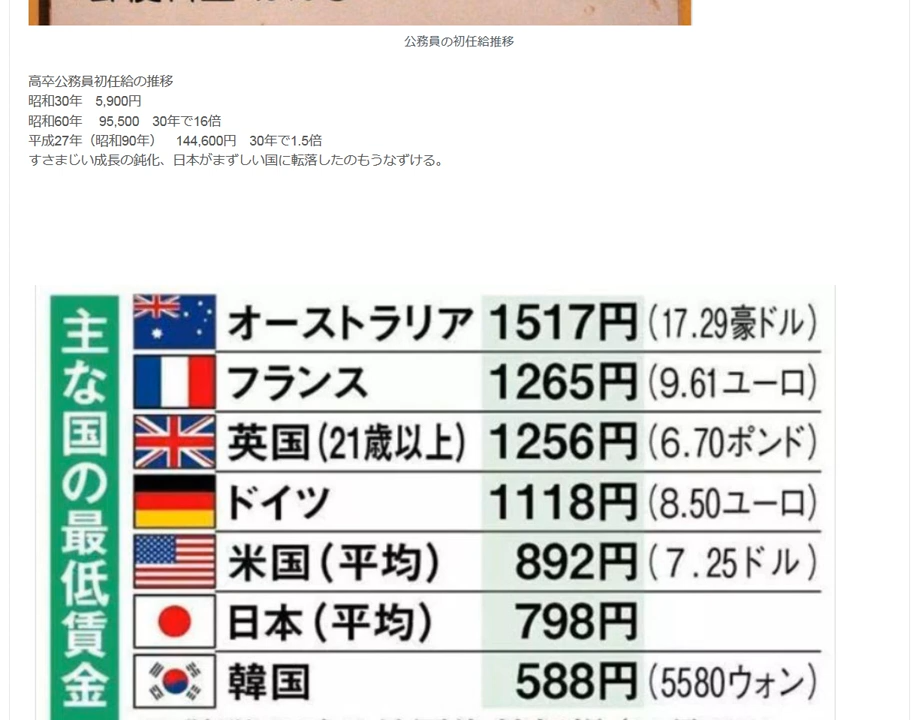 公務員の初任給推移
高卒公務員初任給の推移
昭和30年　5,900円
昭和60年　 95,500　30年で16倍
平成27年（昭和90年）　144,600円　30年で1.5倍
すさまじい成長の鈍化、日本がまずしい国に転落したのもうなずける。
主な国の最低賃金
オーストラリア 1517円(17.29豪ドル)
フランス 1265円(9.61ユーロ)
英国(21歳以上) 1256円(6.70ポンド)
ドイツ 1118円(8.50ユーロ)
米国(平均) 892円(7.25ドル)
日本(平均) 798円
韓国 588円(5580ウォン)